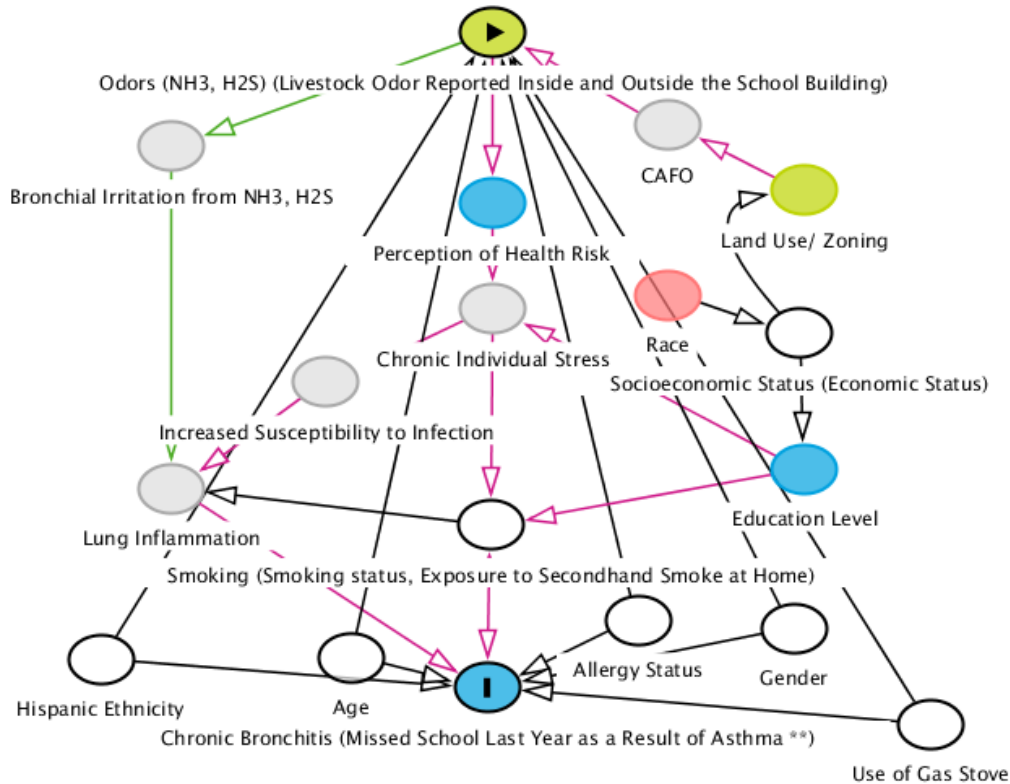 Odors (NH3, H2S) (Livestock Odor Reported Inside and Outside the School Building)
CAFO
Bronchial Irritation from NH3, H2S
Land Use/ Zoning
Perception of Health Risk
Race
Chronic Individual Stress
Socioeconomic Status (Economic Status)
Increased Susceptibility to Infection
Education Level
Lung Inflammation
Smoking (Smoking status, Exposure to Secondhand Smoke at Home)
Allergy Status
Gender
Hispanic Ethnicity
Age
Chronic Bronchitis (Missed School Last Year as a Result of Asthma **)
Use of Gas Stove